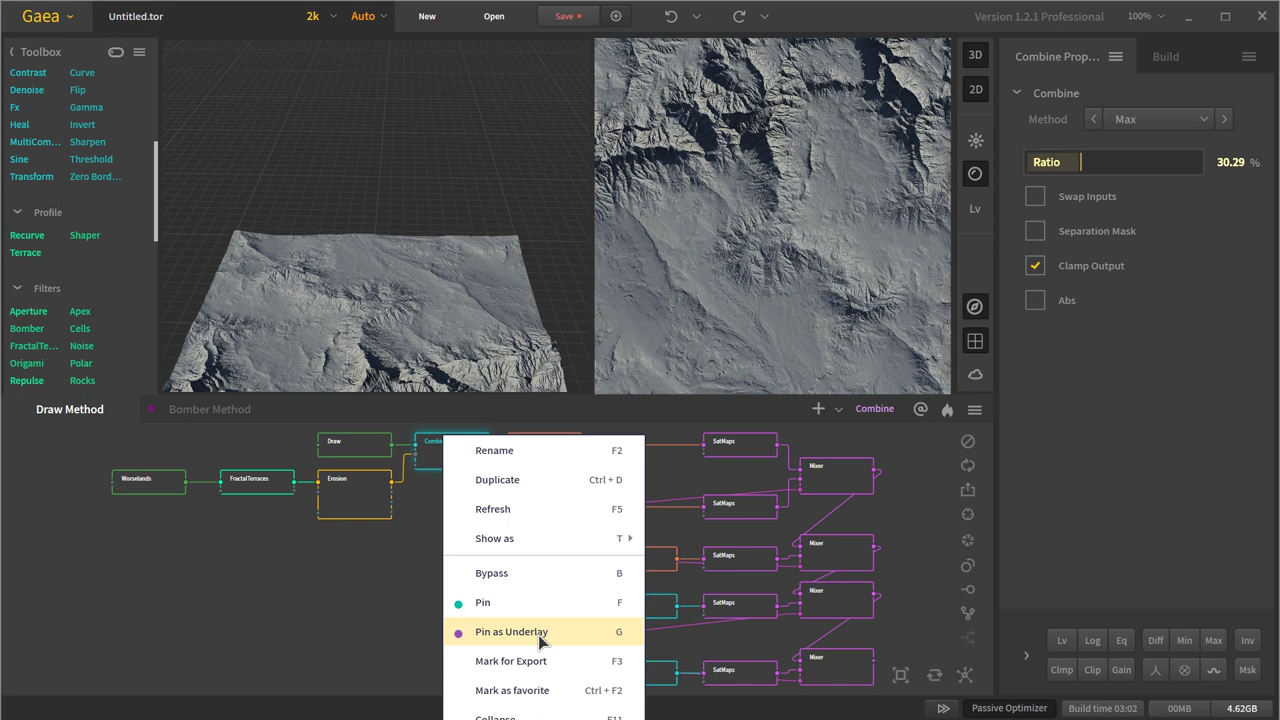 Gaea
Untitled.tor
2k
Auto
New
Open
Save
Version 1.2.1 Professional
100%
Toolbox
Contrast
Curve
Denoise
Flip
Fx
Gamma
Heal
Invert
MultiCom...
Sharpen
Sine
Threshold
Transform
Zero Bord...
Profile
Recurve
Shaper
Terrace
Filters
Aperture
Apex
Bomber
Cells
FractalTe...
Noise
Origami
Polar
Repulse
Rocks
3D
2D
Lv
Combine Prop...
Build
Combine
Method
Max
Ratio
30.29 %
Swap Inputs
Separation Mask
Clamp Output
Abs
Draw Method
Bomber Method
Combine
Draw
Worselands
FractalTerraces
Erosion
SatMaps
Mixer
SatMaps
SatMaps
Mixer
SatMaps
Mixer
SatMaps
Mixer
Rename F2
Duplicate Ctrl + D
Refresh F5
Show as T
Bypass B
Pin F
Pin as Underlay G
Mark for Export F3
Mark as favorite Ctrl + F2
Collapse F11
Lv Log Eq Diff Min Max Inv
Clmp Clip Gain Msk
Passive Optimizer
Build time 03:02
00MB
4.62GB